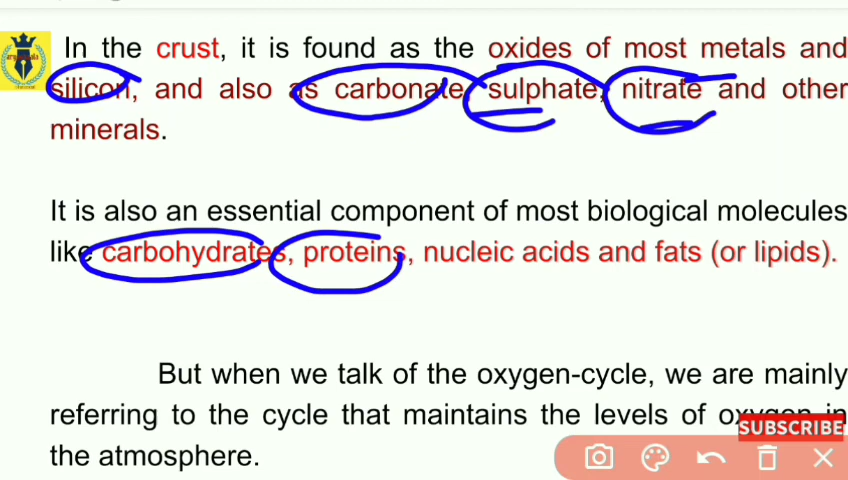 In the crust, it is found as the oxides of most metals and
silicon, and also as carbonate, sulphate, nitrate and other
minerals.
It is also an essential component of most biological molecules
like carbohydrates, proteins, nucleic acids and fats (or lipids).
But when we talk of the oxygen-cycle, we are mainly
referring to the cycle that maintains the levels of oxygen in
SUBSCRIBE
the atmosphere.